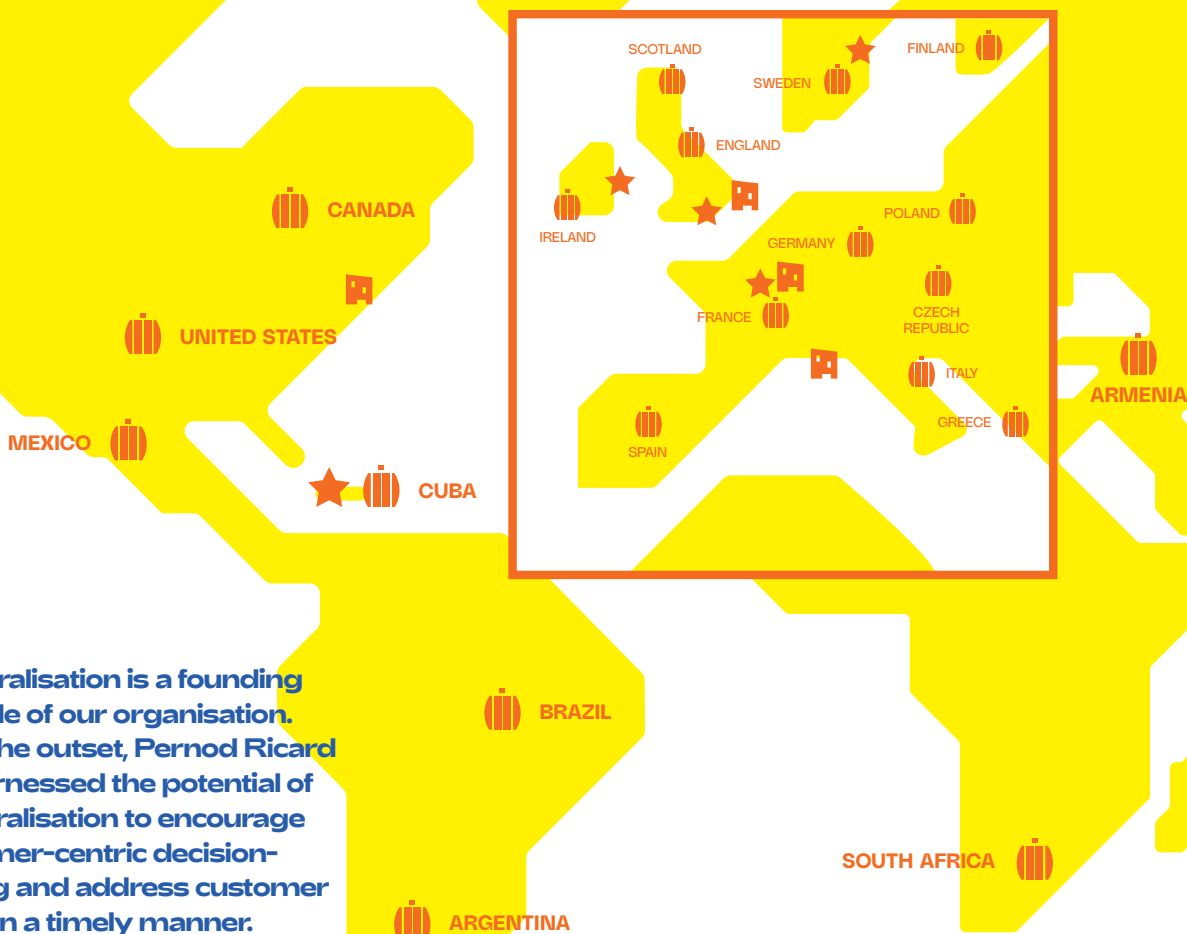 SCOTLAND
FINLAND
SWEDEN
ENGLAND
CANADA
POLAND
IRELAND
GERMANY
CZECH
REPUBLIC
FRANCE
UNITED STATES
ITALY
ARMENIA
GREECE
MEXICO
SPAIN
CUBA
ralisation is a founding
le of our organisation.
he outset, Pernod Ricard
rnessed the potential of
ralisation to encourage
mer-centric decision-
g and address customer
n a timely manner.
BRAZIL
SOUTH AFRICA
ARGENTINA